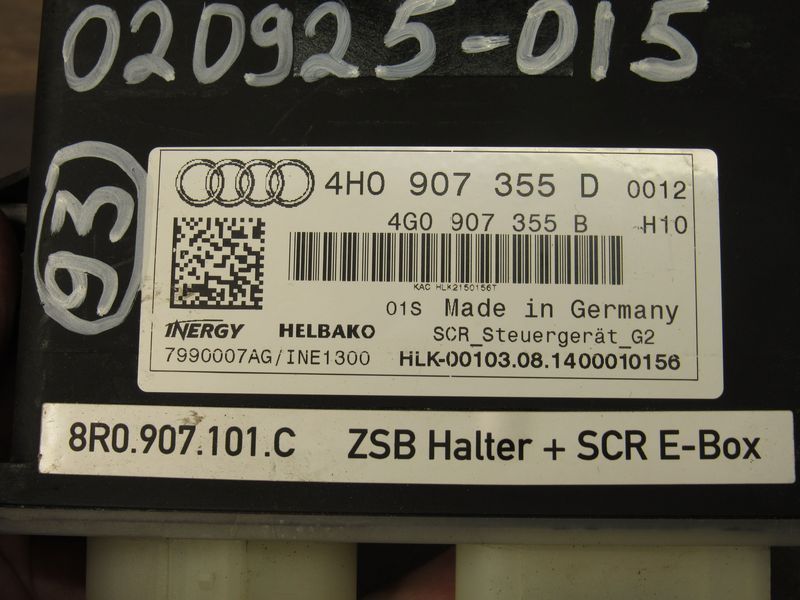 020925-015
93
4H0 907 355 D 0012
4G0 907 355 B H10
KAC HLK2150156T
01S Made in Germany
INERGY HELBAKO SCR_Steuergerät_G2
7990007AG/INE1300 HLK-00103.08.1400010156
8R0.907.101.C ZSB Halter + SCR E-Box